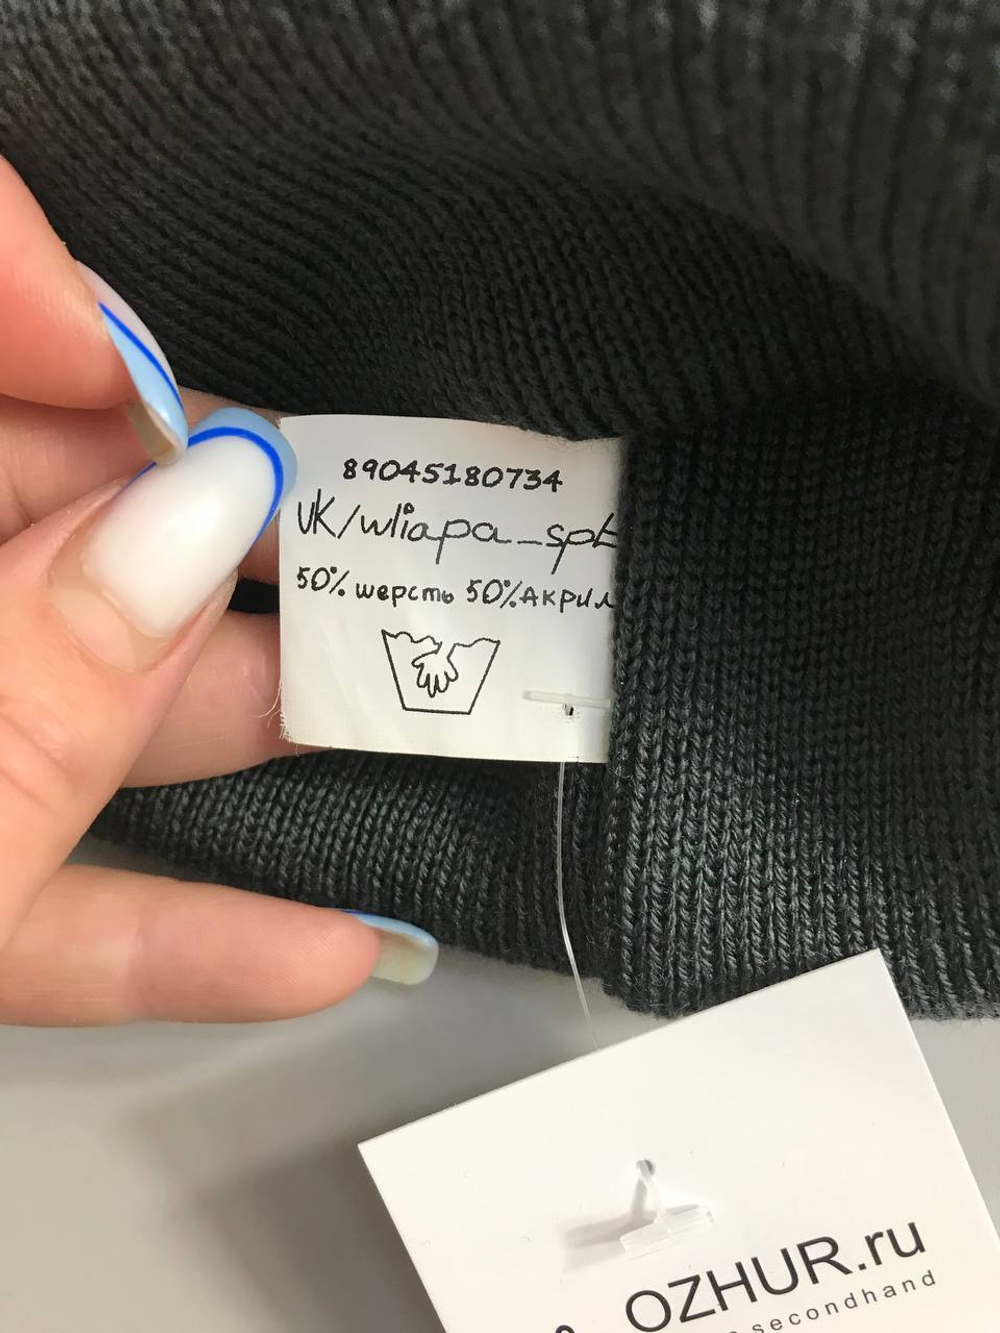 89045180734
VK/wliapa_spb
50% шерсть 50% Акрил
OZHUR.ru
secondhand